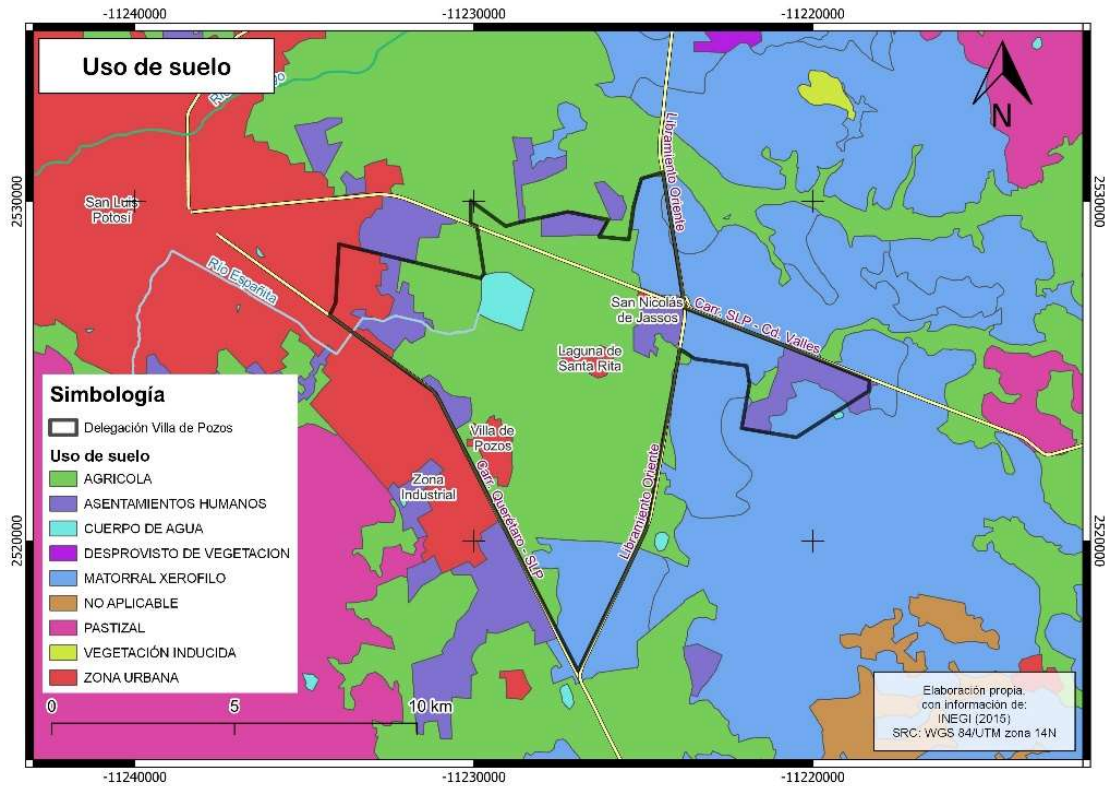 -11240000
-11230000
-11220000
Uso de suelo
Río
N
Libramiento Oriente
2530000
2530000
San Luis
Potosí
Río Españita
San Nicolás
de Jassos
Carr. SLP - Cd. Valles
Laguna de
Santa Rita
Villa de
Pozos
Zona
Industrial
Carr. Querétaro - SLP
Libramiento Oriente
2520000
2520000
Simbología
Delegación Villa de Pozos
Uso de suelo
AGRICOLA
ASENTAMIENTOS HUMANOS
CUERPO DE AGUA
DESPROVISTO DE VEGETACION
MATORRAL XEROFILO
NO APLICABLE
PASTIZAL
VEGETACIÓN INDUCIDA
ZONA URBANA
0
5
10 km
Elaboración propia.
con información de:
INEGI (2015)
SRC: WGS 84/UTM zona 14N
-11240000
-11230000
-11220000